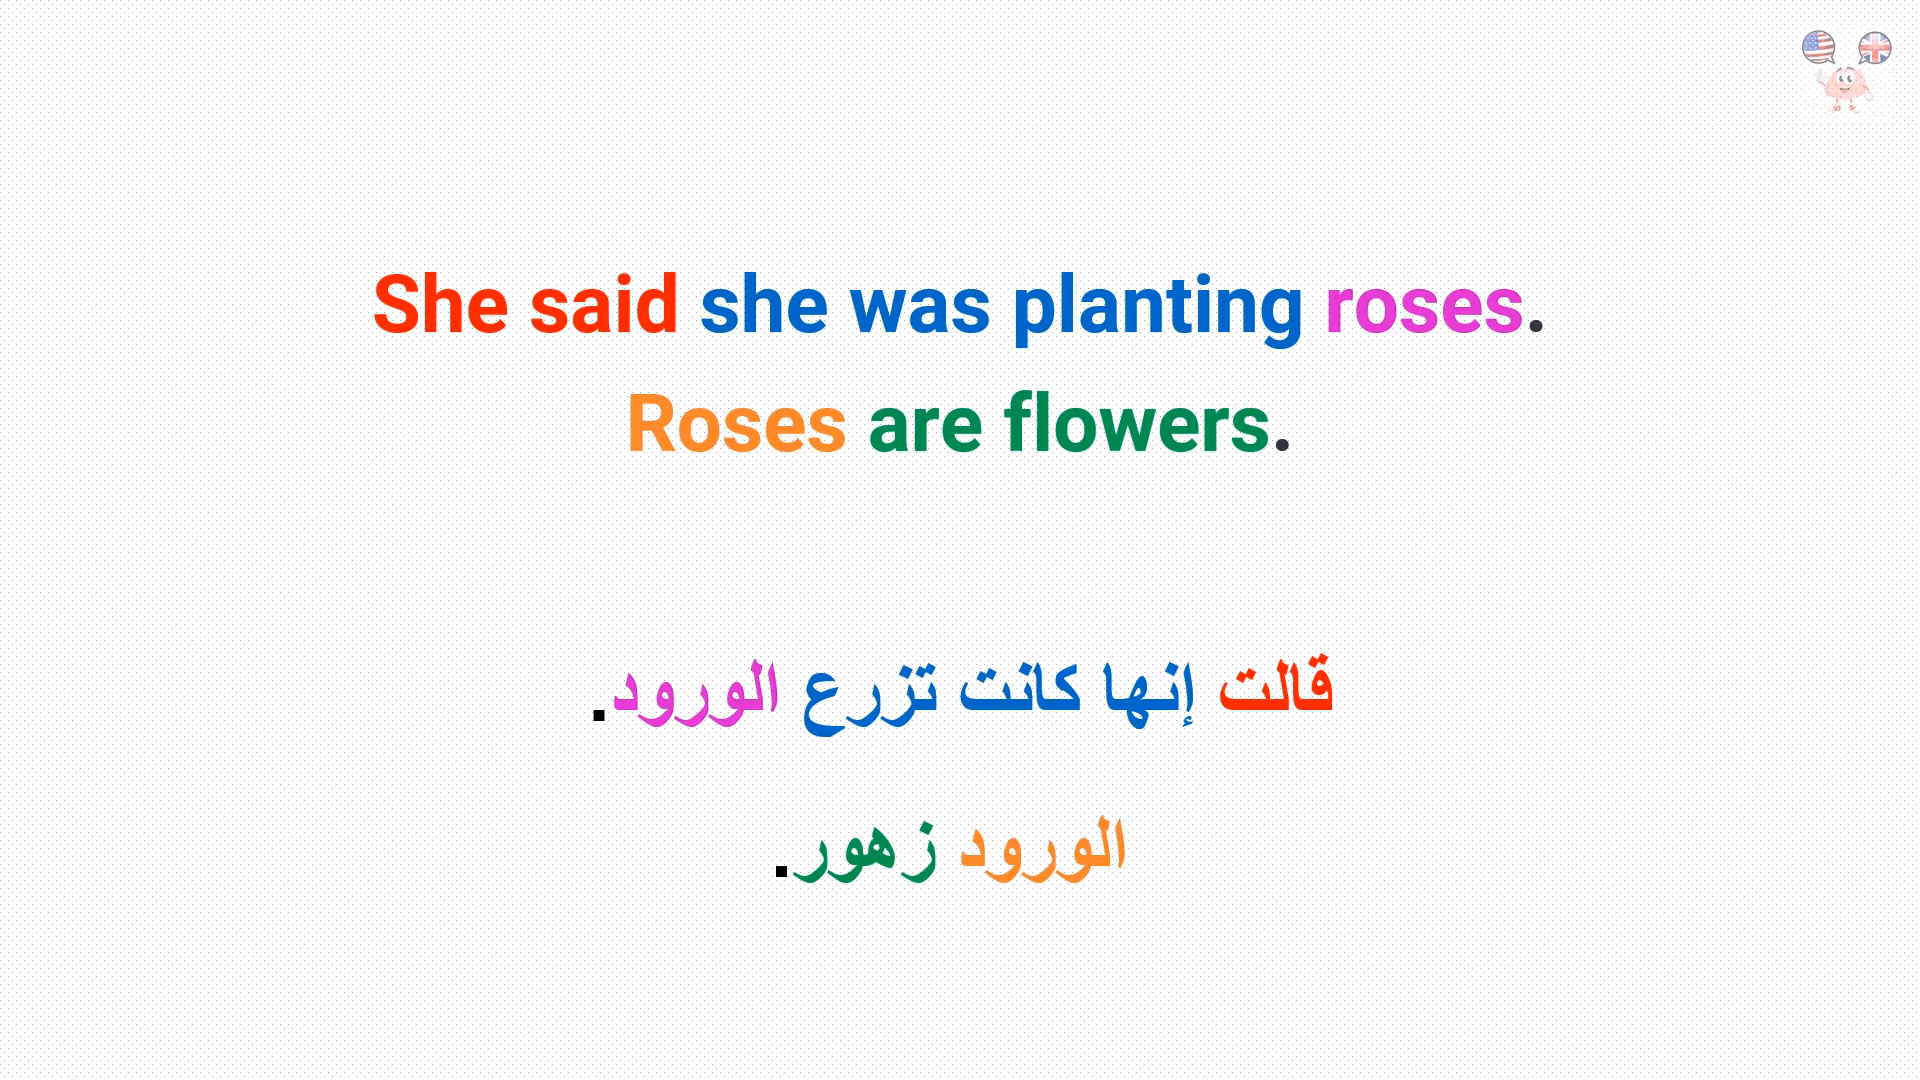 She said she was planting roses.
Roses are flowers.
قالت إنها كانت تزرع الورود.
الورود زهور.